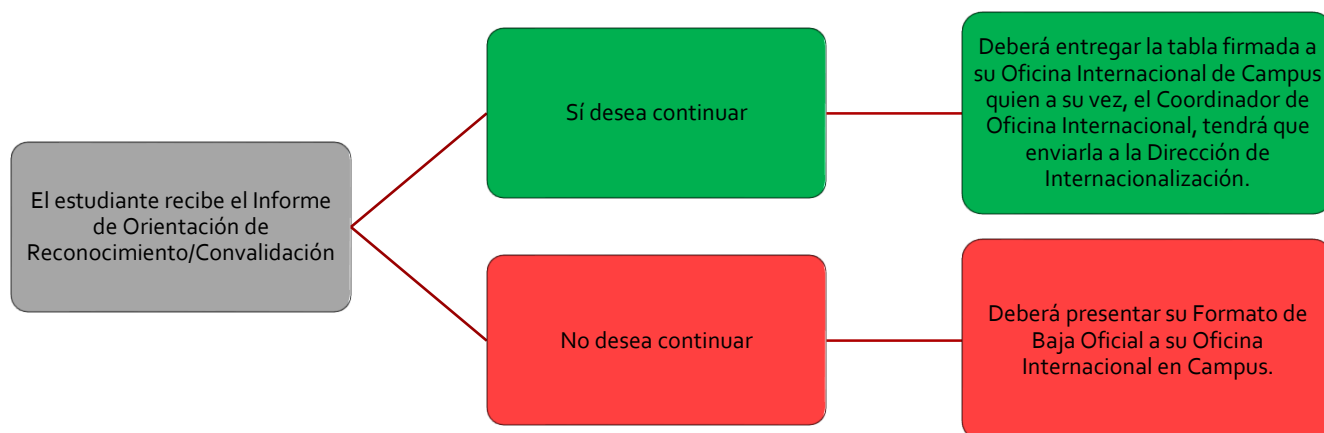 El estudiante recibe el Informe
de Orientación de
Reconocimiento/Convalidación
Sí desea continuar
Deberá entregar la tabla firmada a
su Oficina Internacional de Campus
quien a su vez, el Coordinador de
Oficina Internacional, tendrá que
enviarla a la Dirección de
Internacionalización.
No desea continuar
Deberá presentar su Formato de
Baja Oficial a su Oficina
Internacional en Campus.